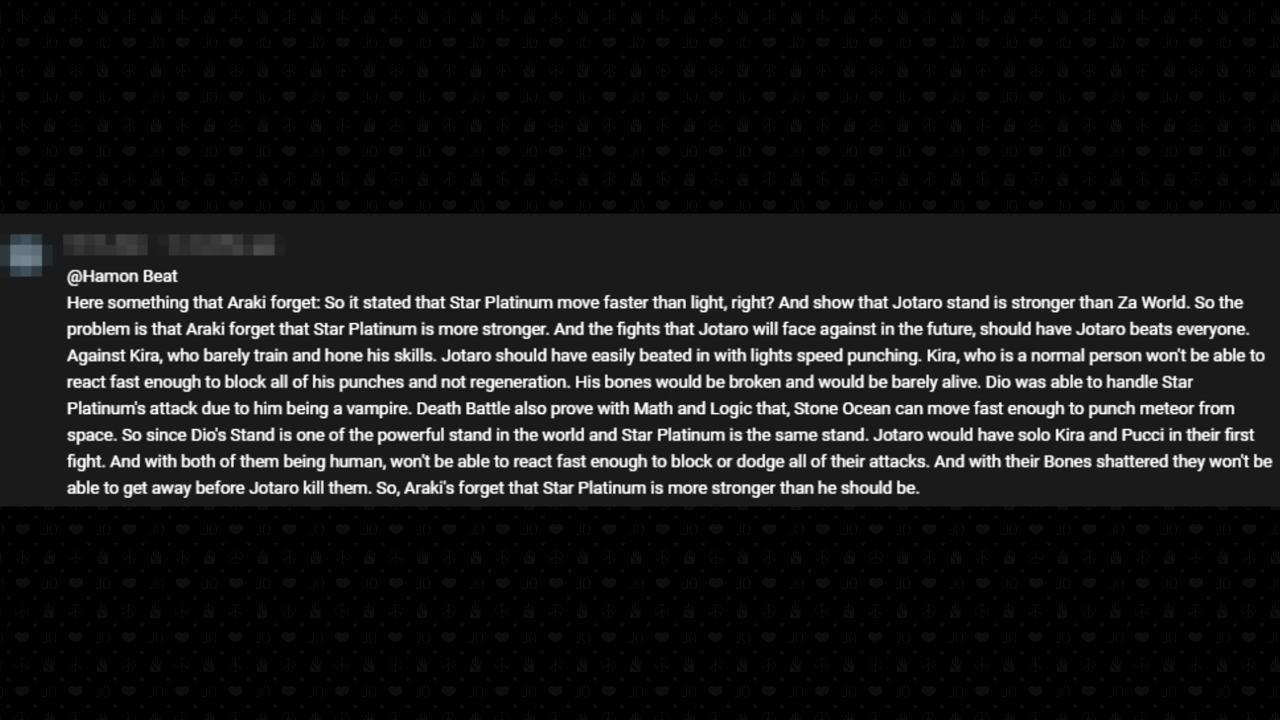 @Hamon Beat
Here something that Araki forget: So it stated that Star Platinum move faster than light, right? And show that Jotaro stand is stronger than Za World. So the
problem is that Araki forget that Star Platinum is more stronger. And the fights that Jotaro will face against in the future, should have Jotaro beats everyone.
Against Kira, who barely train and hone his skills. Jotaro should have easily beated in with lights speed punching. Kira, who is a normal person won't be able to
react fast enough to block all of his punches and not regeneration. His bones would be broken and would be barely alive. Dio was able to handle Star
Platinum's attack due to him being a vampire. Death Battle also prove with Math and Logic that, Stone Ocean can move fast enough to punch meteor from
space. So since Dio's Stand is one of the powerful stand in the world and Star Platinum is the same stand. Jotaro would have solo Kira and Pucci in their first
fight. And with both of them being human, won't be able to react fast enough to block or dodge all of their attacks. And with their Bones shattered they won't be
able to get away before Jotaro kill them. So, Araki's forget that Star Platinum is more stronger than he should be.